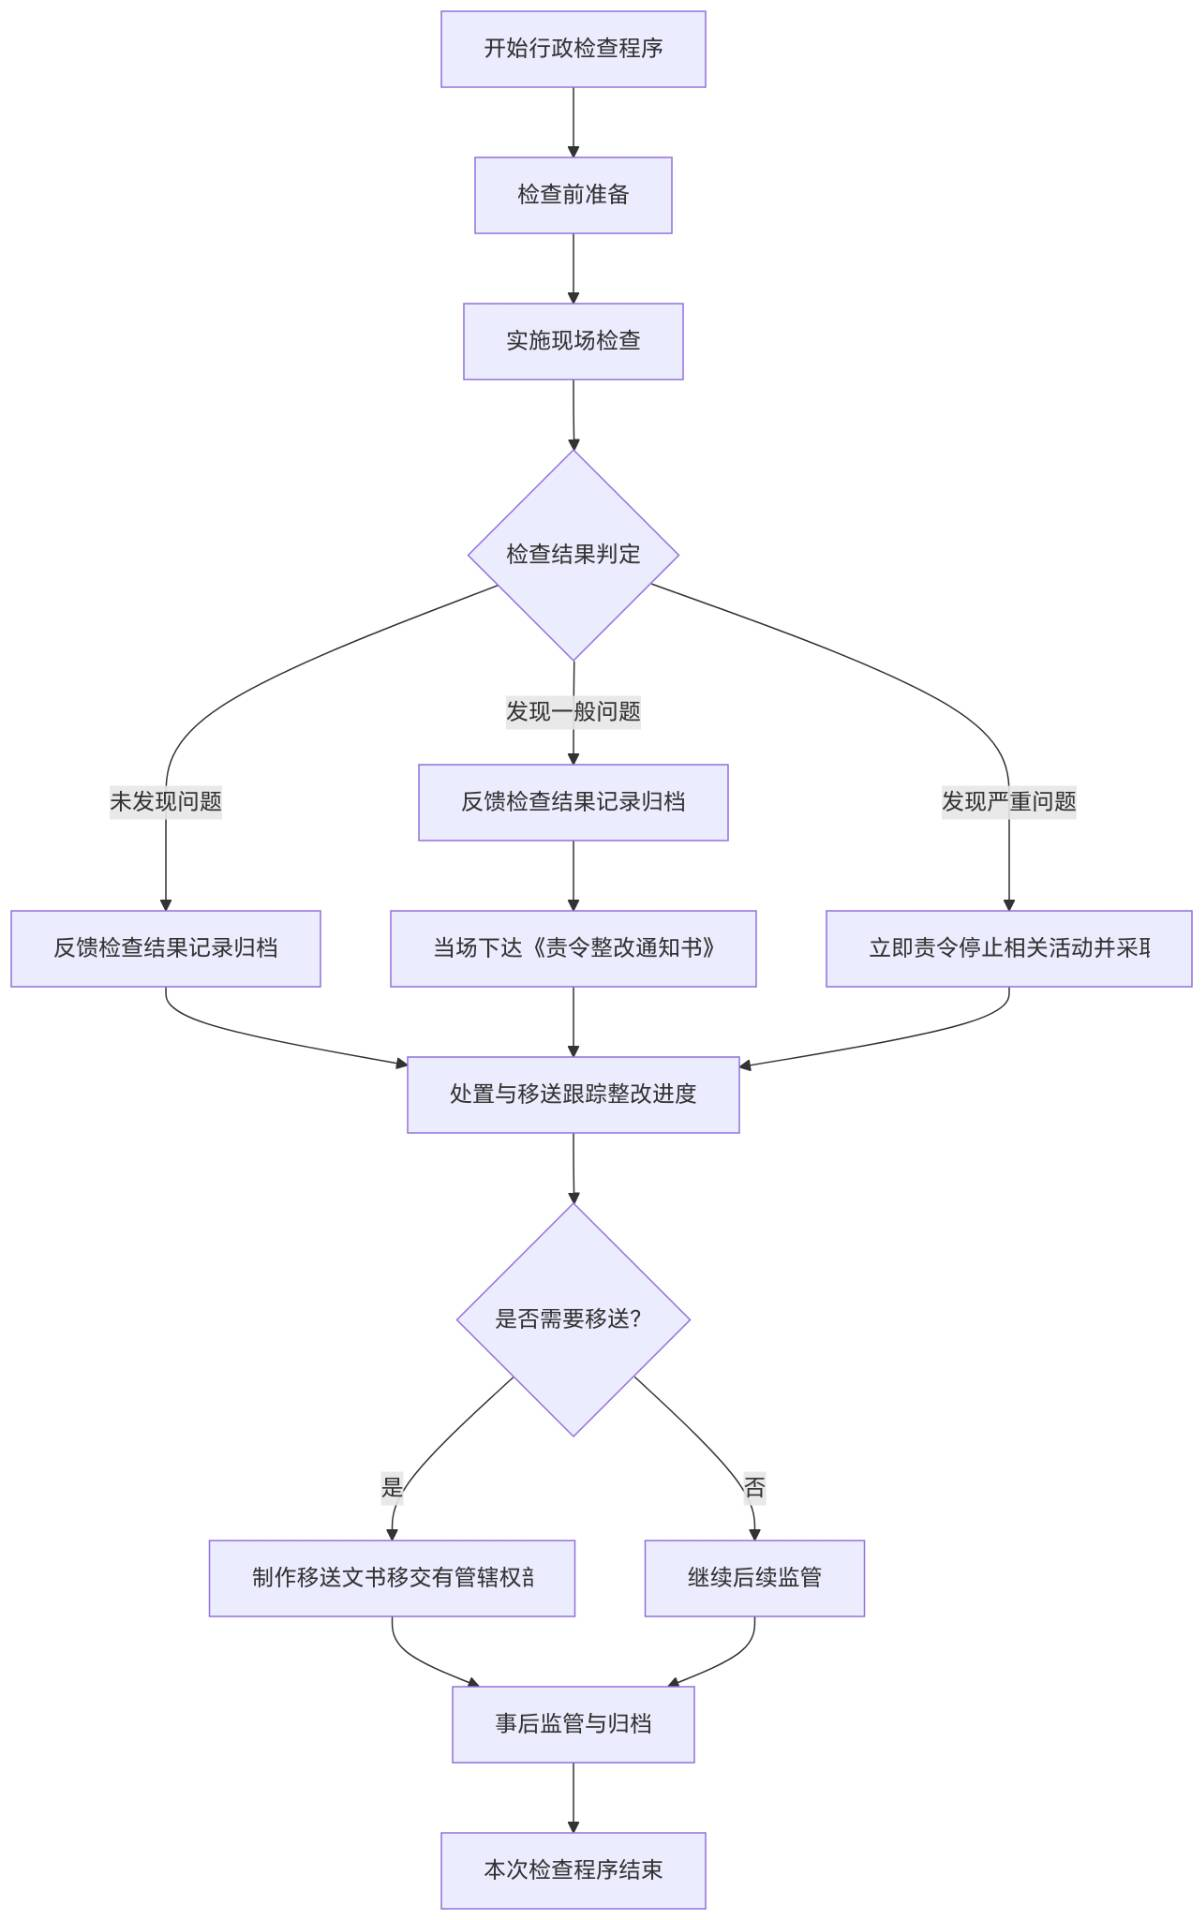 开始行政检查程序
检查前准备
实施现场检查
检查结果判定
发现一般问题
未发现问题
反馈检查结果记录归档
发现严重问题
反馈检查结果记录归档
当场下达《责令整改通知书》
立即责令停止相关活动并采取
处置与移送跟踪整改进度
是否需要移送？
是
否
制作移送文书移交有管辖权
继续后续监管
事后监管与归档
本次检查程序结束